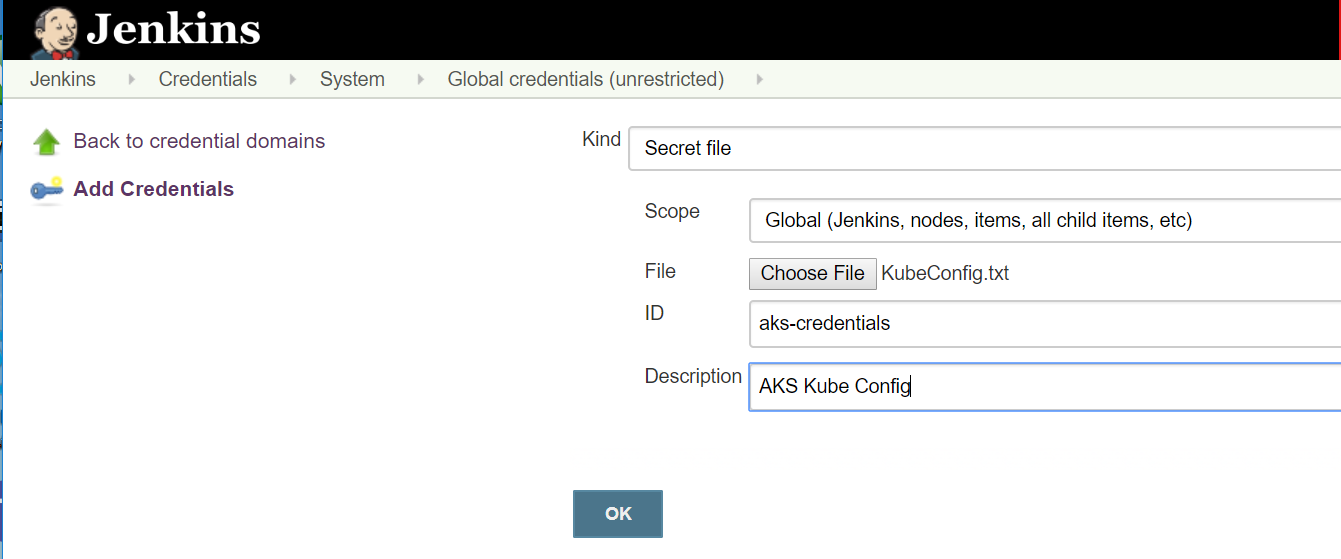 Jenkins
Jenkins Credentials System Global credentials (unrestricted)
Back to credential domains
Add Credentials
Kind Secret file
Scope Global (Jenkins, nodes, items, all child items, etc)
File Choose File KubeConfig.txt
ID aks-credentials
Description AKS Kube Config
OK